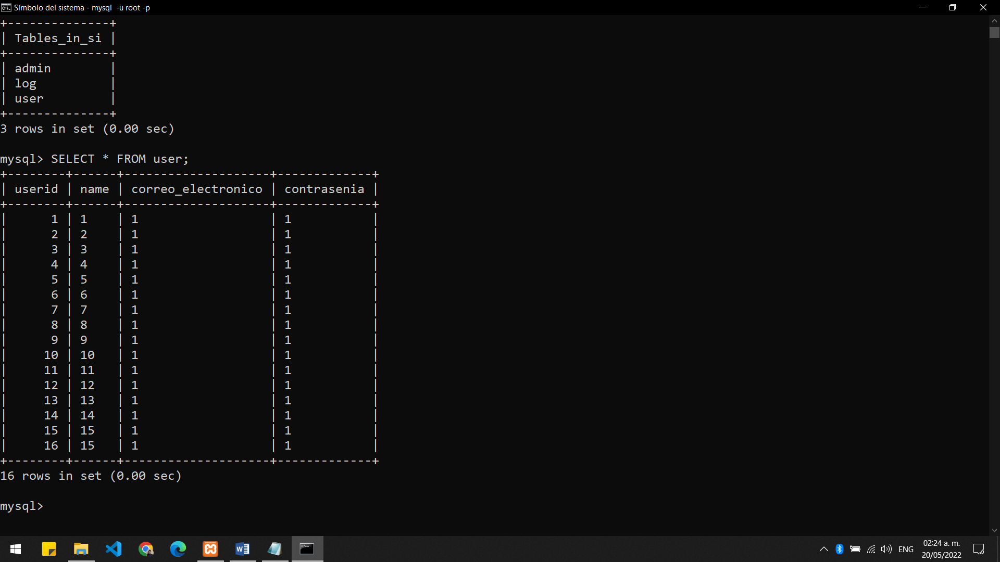 Símbolo del sistema - mysql  -u root -p
+--------------+
| Tables_in_si |
+--------------+
| admin        |
| log          |
| user         |
+--------------+
3 rows in set (0.00 sec)
mysql> SELECT * FROM user;
+--------+------+--------------------+-------------+
| userid | name | correo_electronico | contrasenia |
+--------+------+--------------------+-------------+
|      1 | 1    | 1                  | 1           |
|      2 | 2    | 1                  | 1           |
|      3 | 3    | 1                  | 1           |
|      4 | 4    | 1                  | 1           |
|      5 | 5    | 1                  | 1           |
|      6 | 6    | 1                  | 1           |
|      7 | 7    | 1                  | 1           |
|      8 | 8    | 1                  | 1           |
|      9 | 9    | 1                  | 1           |
|     10 | 10   | 1                  | 1           |
|     11 | 11   | 1                  | 1           |
|     12 | 12   | 1                  | 1           |
|     13 | 13   | 1                  | 1           |
|     14 | 14   | 1                  | 1           |
|     15 | 15   | 1                  | 1           |
|     16 | 15   | 1                  | 1           |
+--------+------+--------------------+-------------+
16 rows in set (0.00 sec)
mysql>
ENG
02:24 a. m.
20/05/2022